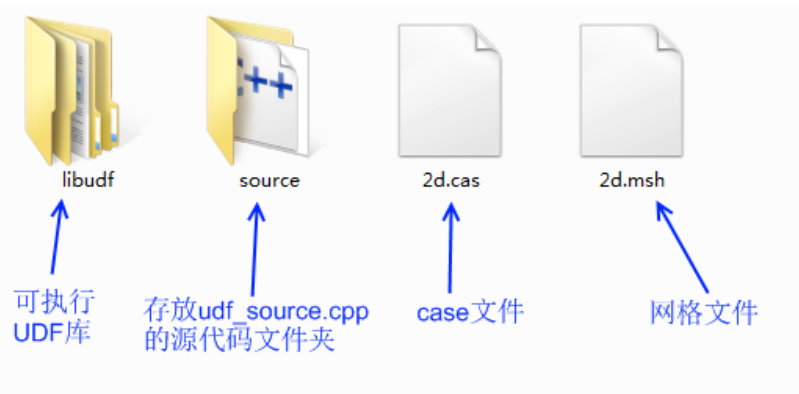 C++
libudf
source
2d.cas
2d.msh
可执行
UDF库
存放udf_source.cpp
的源代码文件夹
case文件
网格文件